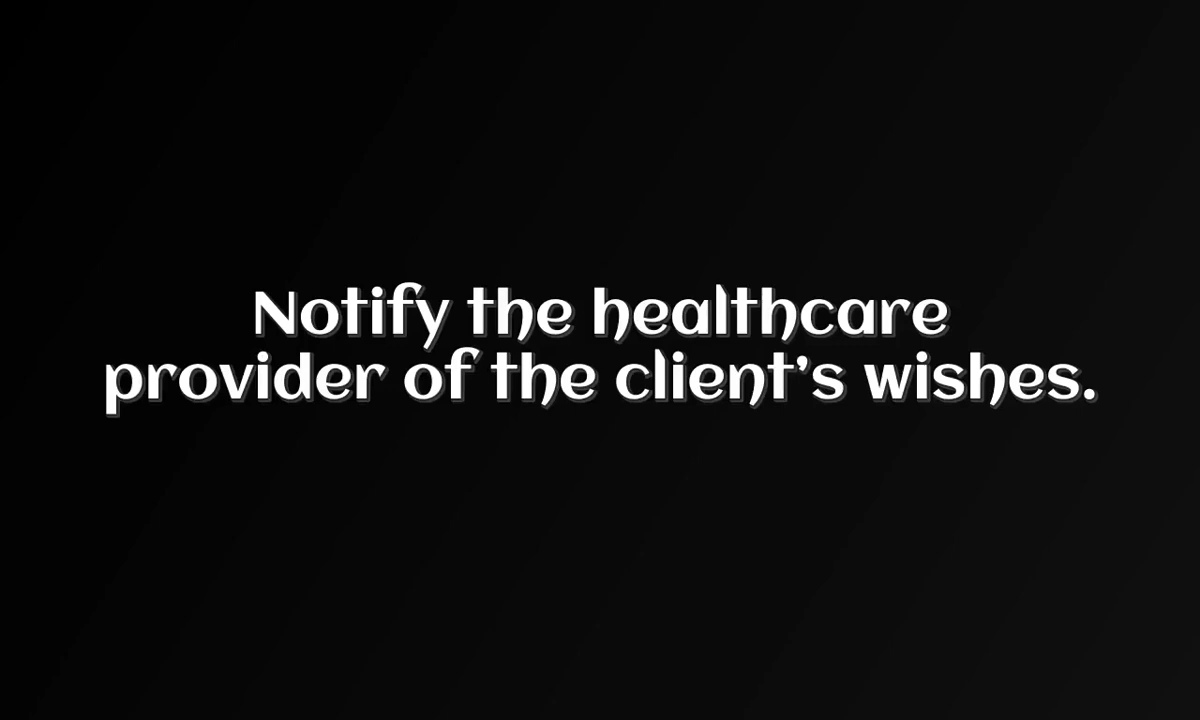 Notify the healthcare
provider of the client’s wishes.